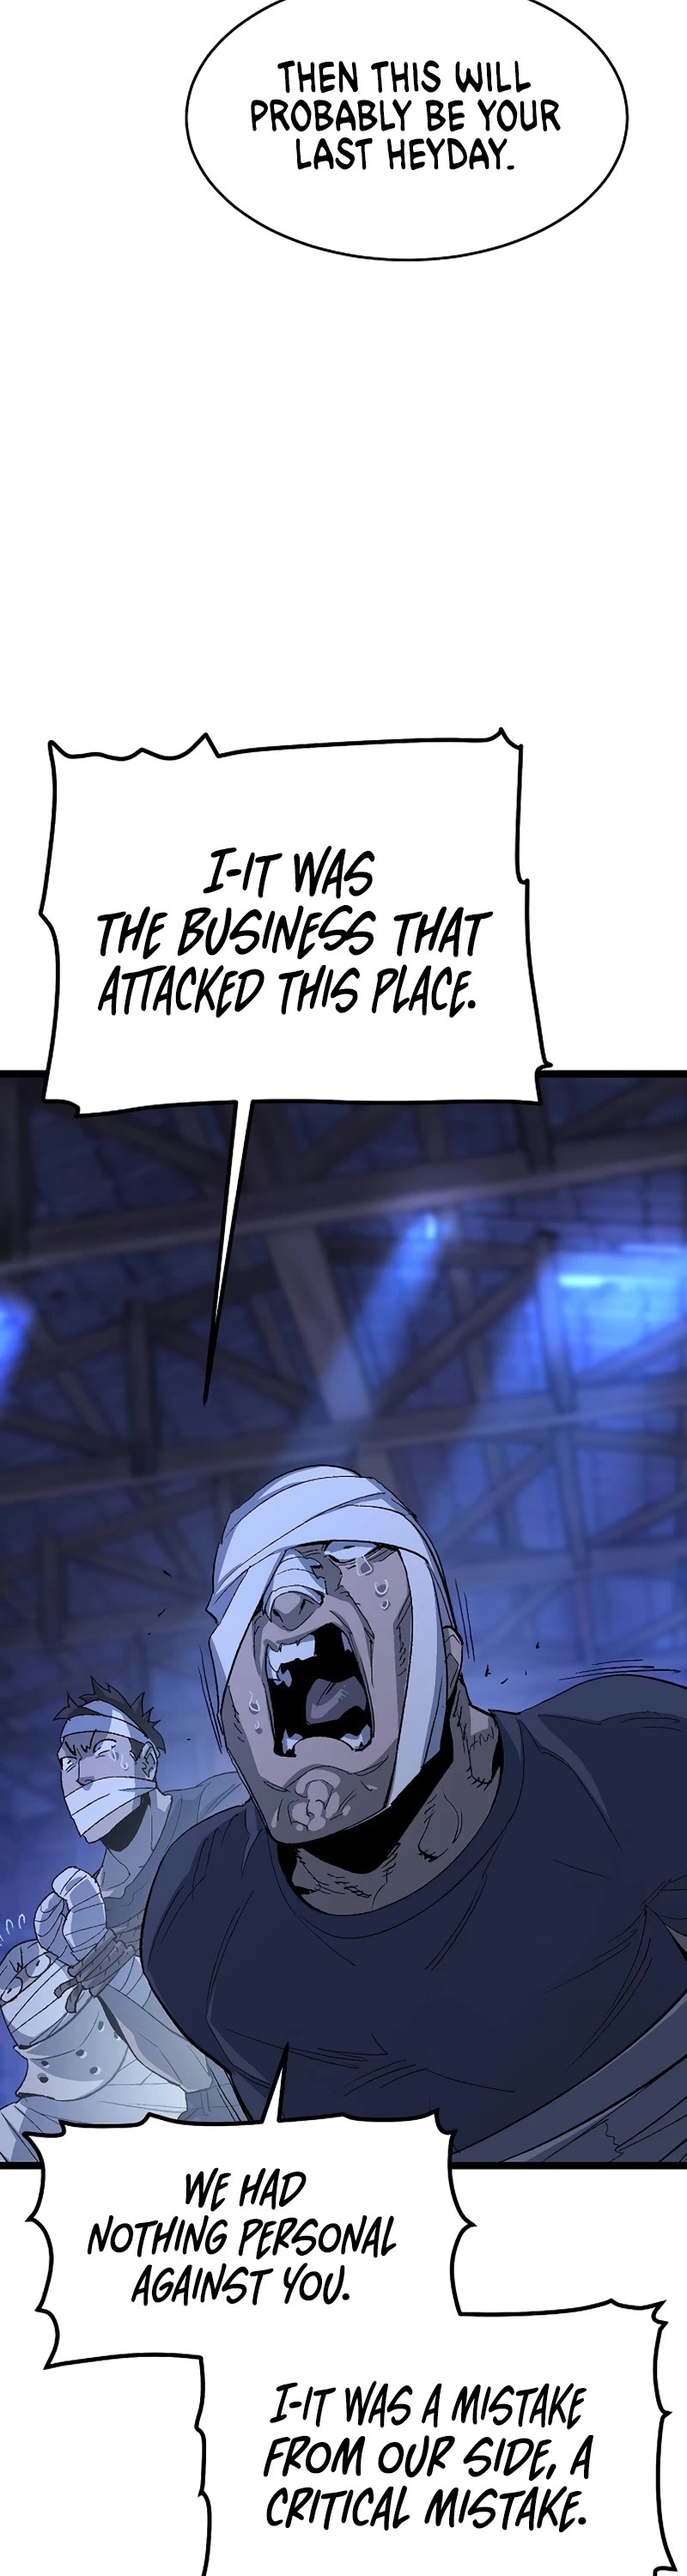 THEN THIS WILL
PROBABLY BE YOUR
LAST HEYDAY.
I-IT WAS
THE BUSINESS THAT
ATTACKED THIS PLACE.
WE HAD
NOTHING PERSONAL
AGAINST YOU.
I-IT WAS A MISTAKE
FROM OUR SIDE, A
CRITICAL MISTAKE.